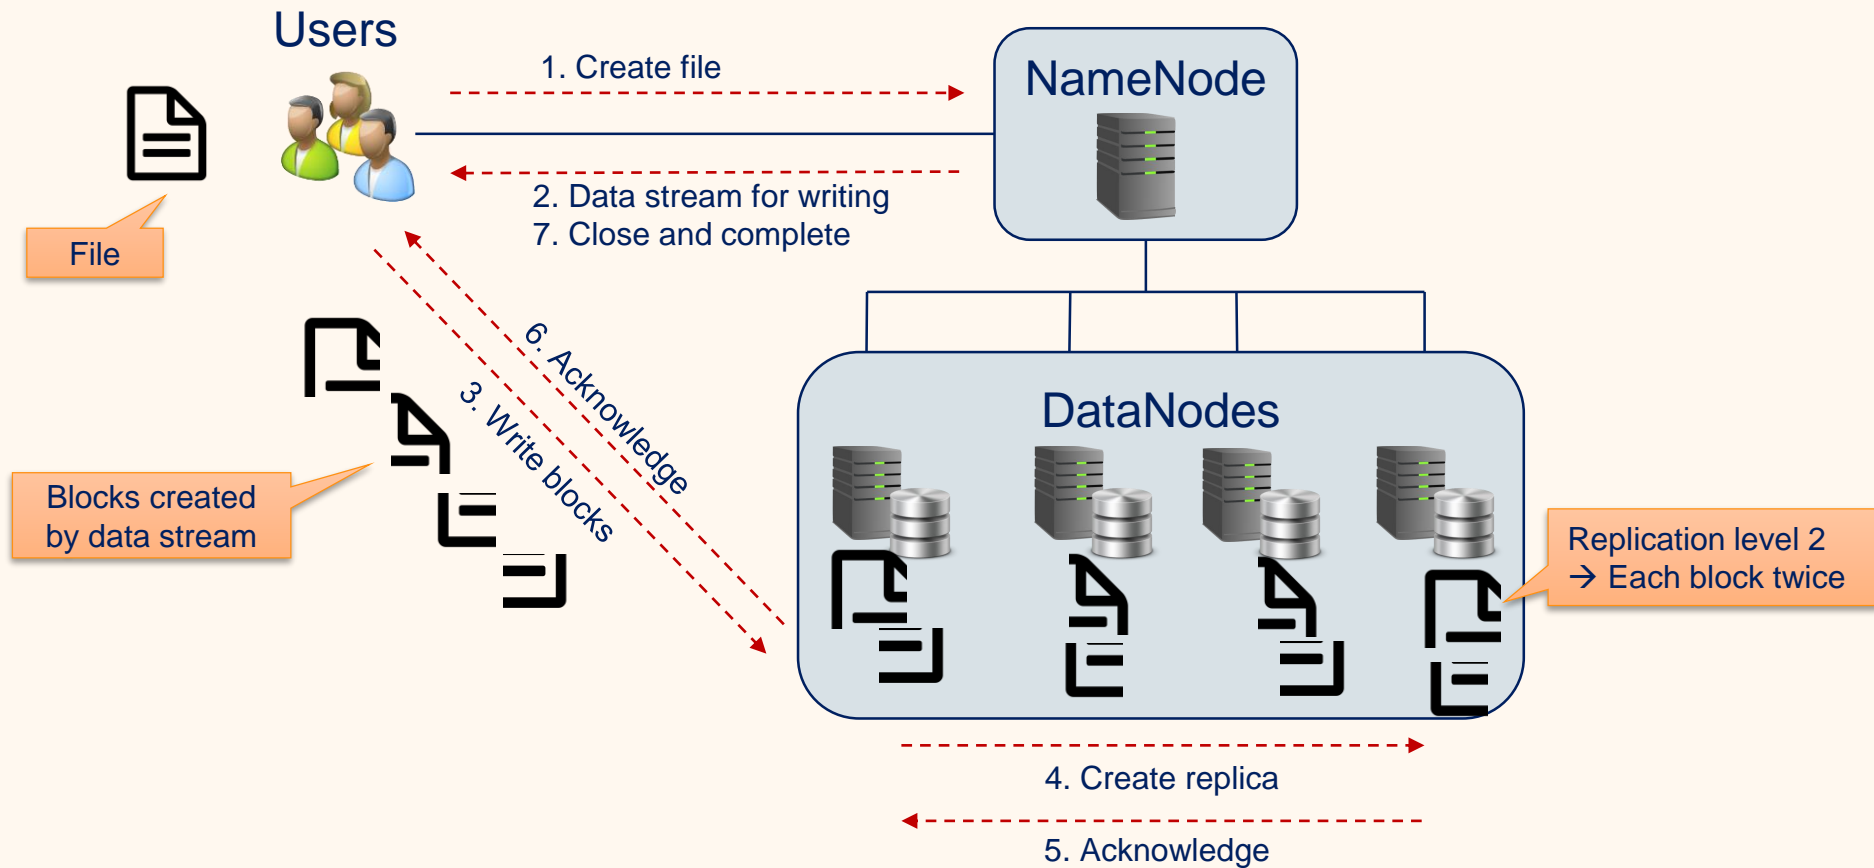 Users
1. Create file
NameNode
2. Data stream for writing
7. Close and complete
File
6. Acknowledge
3. Write blocks
DataNodes
Blocks created
by data stream
Replication level 2
→ Each block twice
4. Create replica
5. Acknowledge